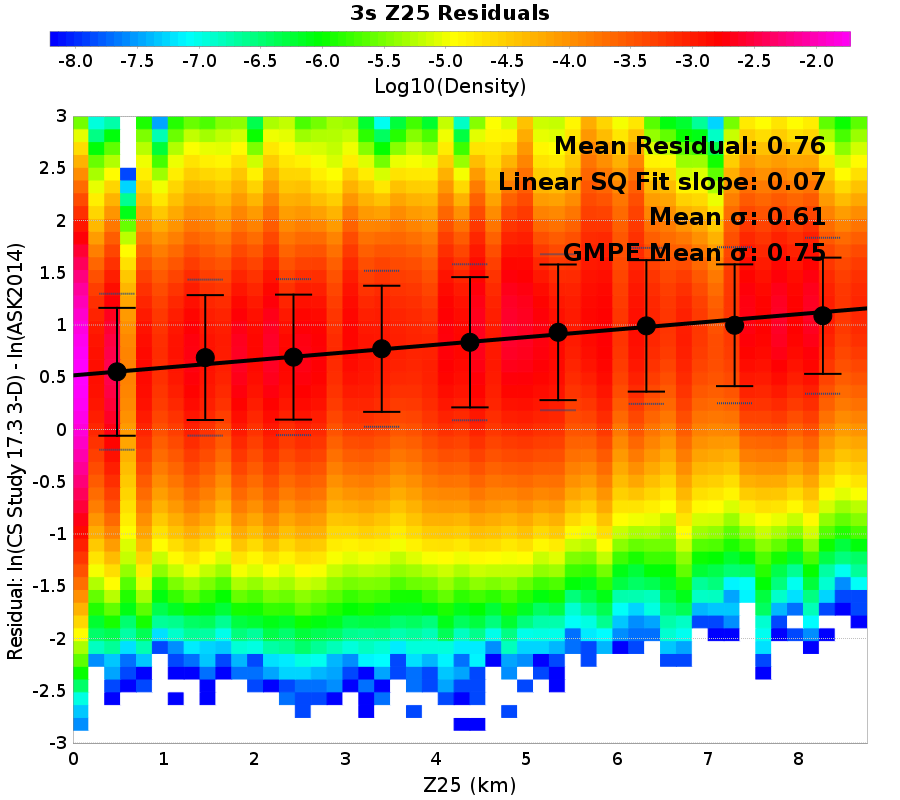 3s Z25 Residuals
-8.0 -7.5 -7.0 -6.5 -6.0 -5.5 -5.0 -4.5 -4.0 -3.5 -3.0 -2.5 -2.0
Log10(Density)
Mean Residual: 0.76
Linear SQ Fit slope: 0.07
Mean σ: 0.61
GMPE Mean σ: 0.75
Residual: ln(CS Study 17.3 3-D) - ln(ASK2014)
3
2.5
2
1.5
1
0.5
0
-0.5
-1
-1.5
-2
-2.5
-3
0 1 2 3 4 5 6 7 8
Z25 (km)